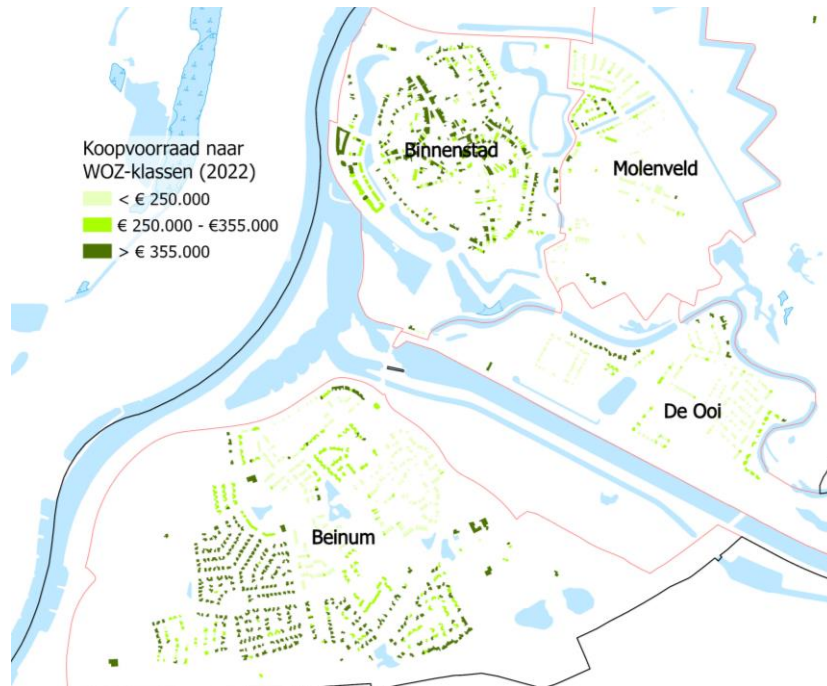 Koopvoorraad naar
WOZ-klassen (2022)
< € 250.000
€ 250.000 - €355.000
> € 355.000
Binnenstad
Molenveld
De Ooi
Beinum